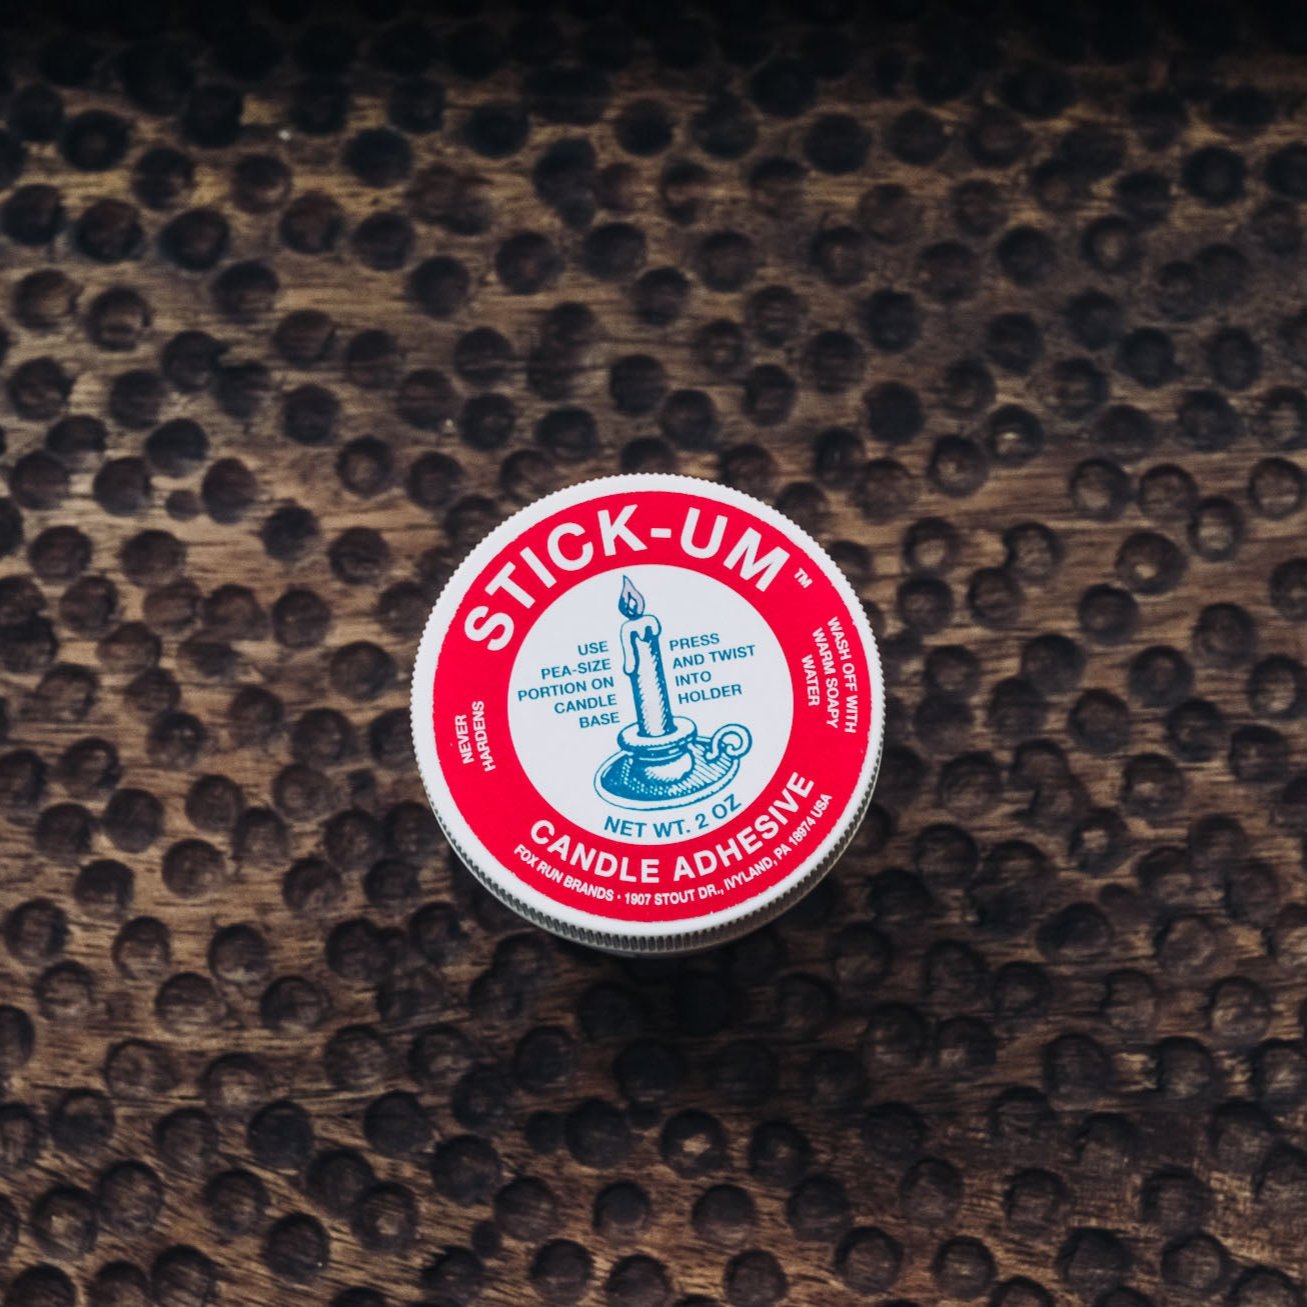 STICK-UM™
USE
PEA-SIZE
PORTION ON
CANDLE
BASE
PRESS
AND TWIST
INTO
HOLDER
NET WT. 2 OZ
NEVER
HARDENS
WASH OFF WITH
WARM SOAPY
WATER
CANDLE ADHESIVE
FOX RUN BRANDS • 1907 STOUT DR., IVYLAND, PA 18974 USA